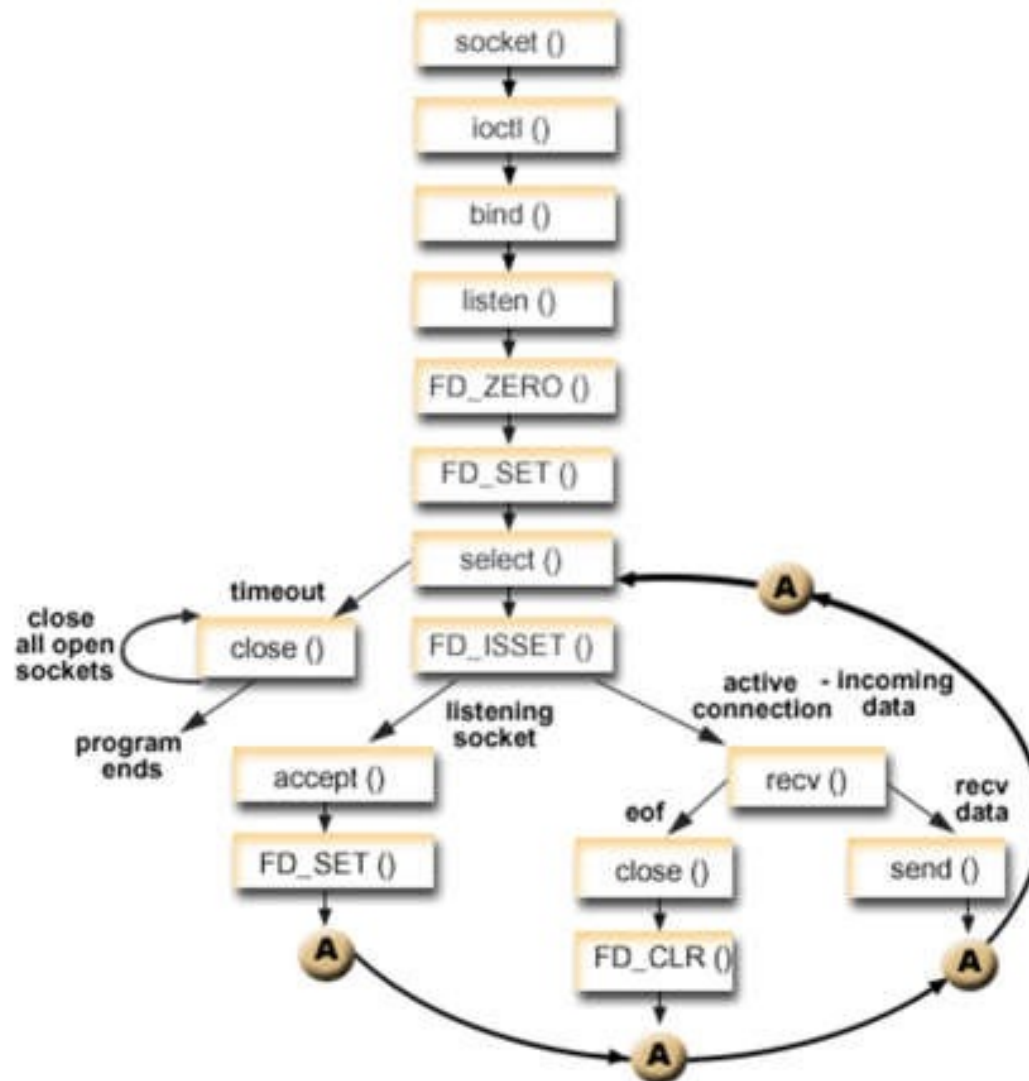 socket ()
ioctl ()
bind ()
listen ()
FD_ZERO ()
FD_SET ()
select ()
A
timeout
close
all open
sockets
close ()
FD_ISSET ()
program
ends
listening
socket
active
connection
- incoming
data
accept ()
recv ()
eof
recv
data
FD_SET ()
close ()
send ()
A
FD_CLR ()
A
A